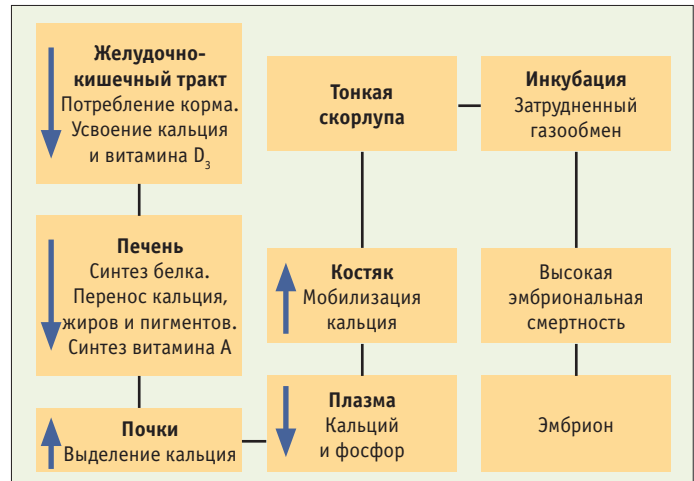 Желудочно-
кишечный тракт
Потребление корма.
Усвоение кальция
и витамина D₃
Печень
Синтез белка.
Перенос кальция,
жиров и пигментов.
Синтез витамина А
Почки
Выделение кальция
Тонкая
скорлупа
Костяк
Мобилизация
кальция
Плазма
Кальций
и фосфор
Инкубация
Затрудненный
газообмен
Высокая
эмбриональная
смертность
Эмбрион